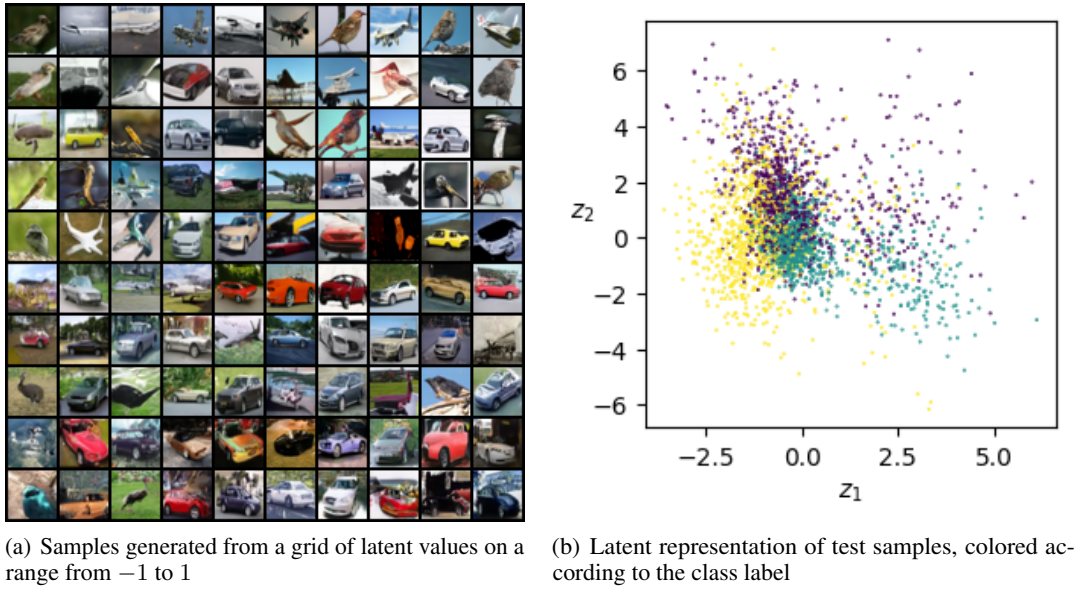 6
4
2
0
−2
−4
−6
z2
−2.5 0.0 2.5 5.0
z1
(a) Samples generated from a grid of latent values on a
range from −1 to 1
(b) Latent representation of test samples, colored ac-
cording to the class label